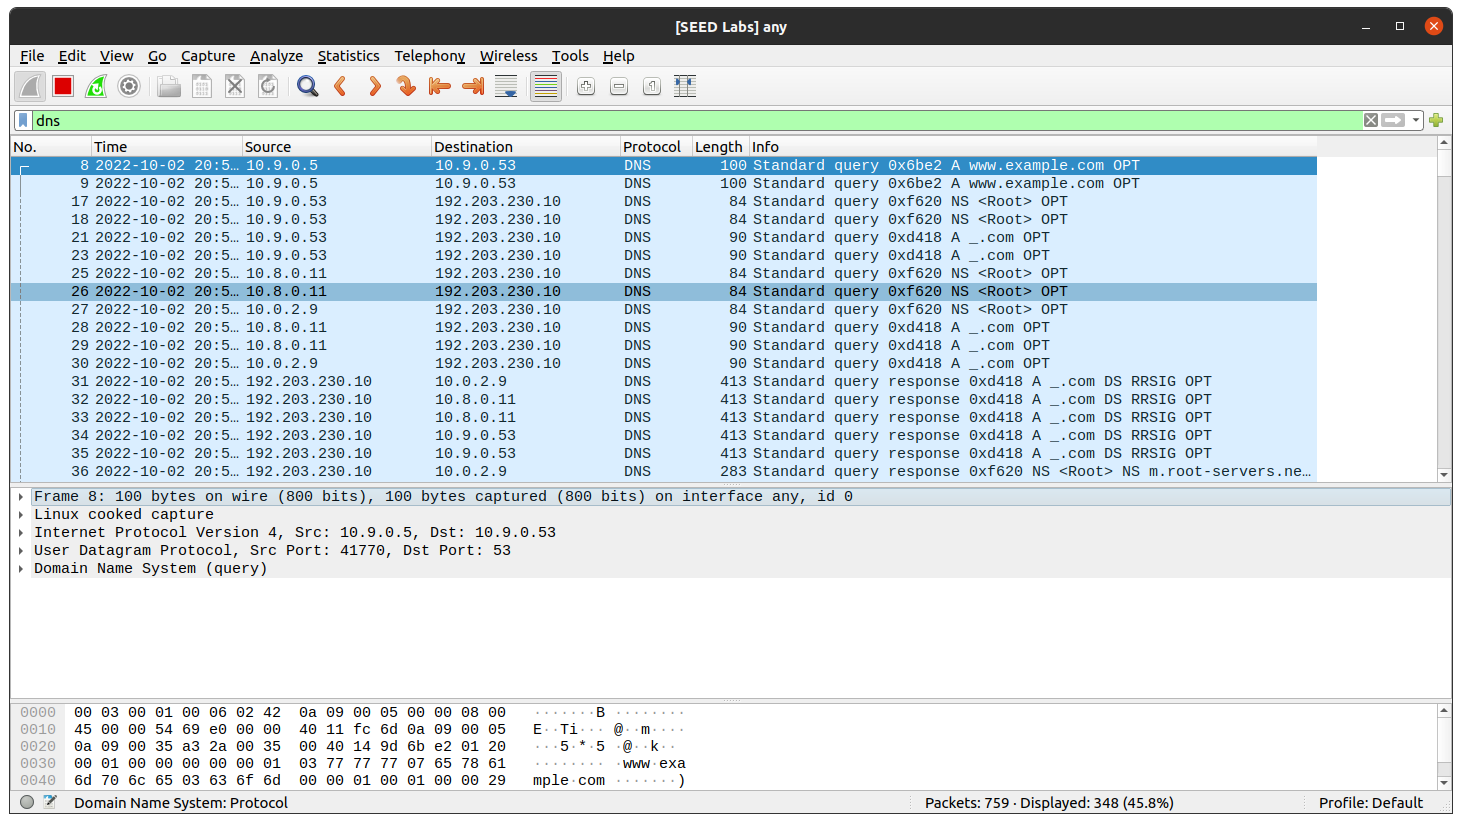 [SEED Labs] any
File Edit View Go Capture Analyze Statistics Telephony Wireless Tools Help
dns
No. Time Source Destination Protocol Length Info
8 2022-10-02 20:5… 10.9.0.5 10.9.0.53 DNS 100 Standard query 0x6be2 A www.example.com OPT
9 2022-10-02 20:5… 10.9.0.5 10.9.0.53 DNS 100 Standard query 0x6be2 A www.example.com OPT
17 2022-10-02 20:5… 10.9.0.53 192.203.230.10 DNS 84 Standard query 0xf620 NS <Root> OPT
18 2022-10-02 20:5… 10.9.0.53 192.203.230.10 DNS 84 Standard query 0xf620 NS <Root> OPT
21 2022-10-02 20:5… 10.9.0.53 192.203.230.10 DNS 90 Standard query 0xd418 A _.com OPT
23 2022-10-02 20:5… 10.9.0.53 192.203.230.10 DNS 90 Standard query 0xd418 A _.com OPT
25 2022-10-02 20:5… 10.8.0.11 192.203.230.10 DNS 84 Standard query 0xf620 NS <Root> OPT
26 2022-10-02 20:5… 10.8.0.11 192.203.230.10 DNS 84 Standard query 0xf620 NS <Root> OPT
27 2022-10-02 20:5… 10.0.2.9 192.203.230.10 DNS 84 Standard query 0xf620 NS <Root> OPT
28 2022-10-02 20:5… 10.8.0.11 192.203.230.10 DNS 90 Standard query 0xd418 A _.com OPT
29 2022-10-02 20:5… 10.8.0.11 192.203.230.10 DNS 90 Standard query 0xd418 A _.com OPT
30 2022-10-02 20:5… 10.0.2.9 192.203.230.10 DNS 90 Standard query 0xd418 A _.com OPT
31 2022-10-02 20:5… 192.203.230.10 10.0.2.9 DNS 413 Standard query response 0xd418 A _.com DS RRSIG OPT
32 2022-10-02 20:5… 192.203.230.10 10.8.0.11 DNS 413 Standard query response 0xd418 A _.com DS RRSIG OPT
33 2022-10-02 20:5… 192.203.230.10 10.8.0.11 DNS 413 Standard query response 0xd418 A _.com DS RRSIG OPT
34 2022-10-02 20:5… 192.203.230.10 10.9.0.53 DNS 413 Standard query response 0xd418 A _.com DS RRSIG OPT
35 2022-10-02 20:5… 192.203.230.10 10.9.0.53 DNS 413 Standard query response 0xd418 A _.com DS RRSIG OPT
36 2022-10-02 20:5… 192.203.230.10 10.0.2.9 DNS 283 Standard query response 0xf620 NS <Root> NS m.root-servers.ne…
Frame 8: 100 bytes on wire (800 bits), 100 bytes captured (800 bits) on interface any, id 0
Linux cooked capture
Internet Protocol Version 4, Src: 10.9.0.5, Dst: 10.9.0.53
User Datagram Protocol, Src Port: 41770, Dst Port: 53
Domain Name System (query)
0000 00 03 00 01 00 06 02 42 0a 09 00 05 00 00 08 00 ·······B ········
0010 45 00 00 54 69 e0 00 00 40 11 fc 6d 0a 09 00 05 E··Ti··· @··m····
0020 0a 09 00 35 a3 2a 00 35 00 40 14 9d 6b e2 01 20 ···5·*·5 ·@··k··
0030 00 01 00 00 00 00 00 01 03 77 77 77 07 65 78 61 ········ ·www·exa
0040 6d 70 6c 65 03 63 6f 6d 00 00 01 00 01 00 00 29 mple·com ·······)
Domain Name System: Protocol Packets: 759 · Displayed: 348 (45.8%) Profile: Default